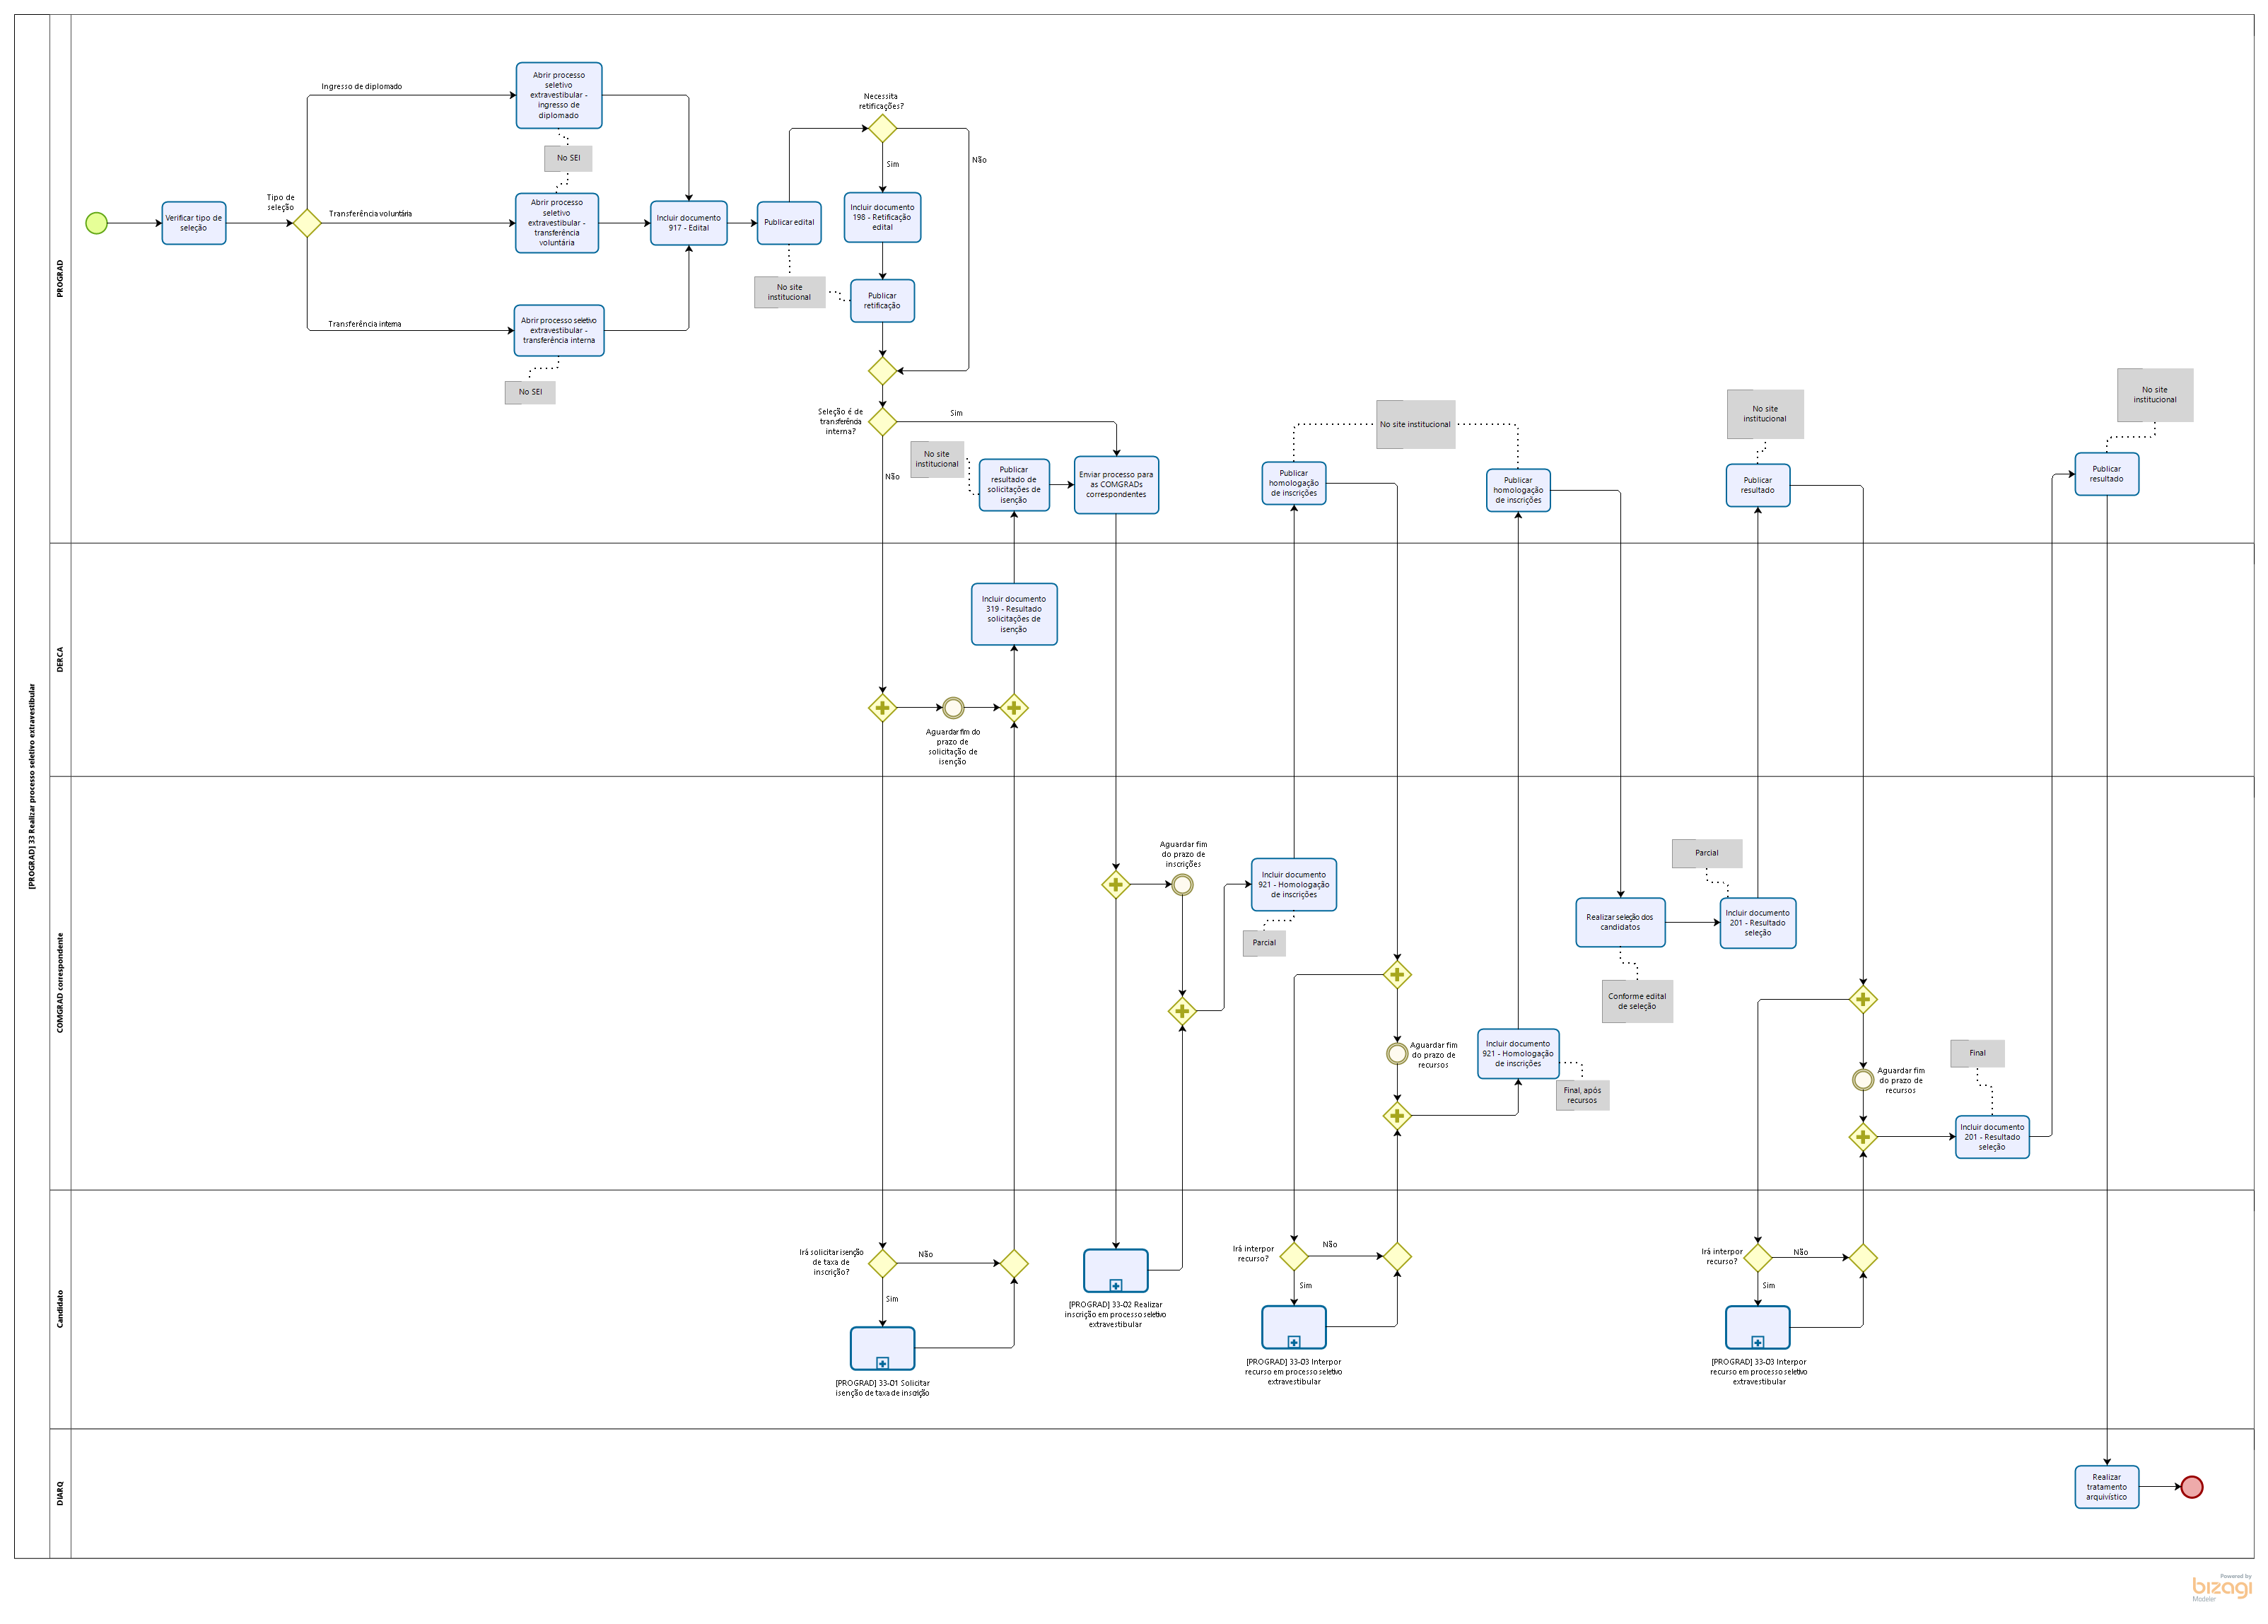 [PROGRAD] 33 Realizar processo seletivo extravestibular
PROGRAD
Verificar tipo de
seleção
Tipo de
seleção
Ingresso de diplomado
Transferência voluntária
Transferência interna
Abrir processo
seletivo
extravestibular -
ingresso de
diplomado
No SEI
Abrir processo
seletivo
extravestibular -
transferência
voluntária
Abrir processo seletivo
extravestibular -
transferência interna
No SEI
Incluir documento
917 - Edital
Publicar edital
No site
institucional
Necessita
retificações?
Sim
Não
Incluir documento
198 - Retificação
edital
Publicar
retificação
Seleção é de
transferência
interna?
Sim
Não
No site
institucional
Publicar
resultado de
solicitações de
isenção
Enviar processo para
as COMGRADs
correspondentes
Publicar
homologação
de inscrições
No site institucional
Publicar
homologação
de inscrições
No site
institucional
Publicar
resultado
No site
institucional
Publicar
resultado
DERCA
Incluir documento
319 - Resultado
solicitações de
isenção
Aguardar fim do
prazo de
solicitação de
isenção
COMGRAD correspondente
Aguardar fim
do prazo de
inscrições
Incluir documento
921 - Homologação
de inscrições
Parcial
Aguardar fim
do prazo de
recursos
Incluir documento
921 - Homologação
de inscrições
Final, após
recursos
Realizar seleção dos
candidatos
Conforme edital
de seleção
Parcial
Incluir documento
201 - Resultado
seleção
Aguardar fim
do prazo de
recursos
Final
Incluir documento
201 - Resultado
seleção
Candidato
Irá solicitar isenção
de taxa de
inscrição?
Não
Sim
[PROGRAD] 33-01 Solicitar
isenção de taxa de inscrição
[PROGRAD] 33-02 Realizar
inscrição em processo seletivo
extravestibular
Irá interpor
recurso?
Não
Sim
[PROGRAD] 33-03 Interpor
recurso em processo seletivo
extravestibular
Irá interpor
recurso?
Não
Sim
[PROGRAD] 33-03 Interpor
recurso em processo seletivo
extravestibular
DIARQ
Realizar
tratamento
arquivístico
Powered by
bizagi
Modeler